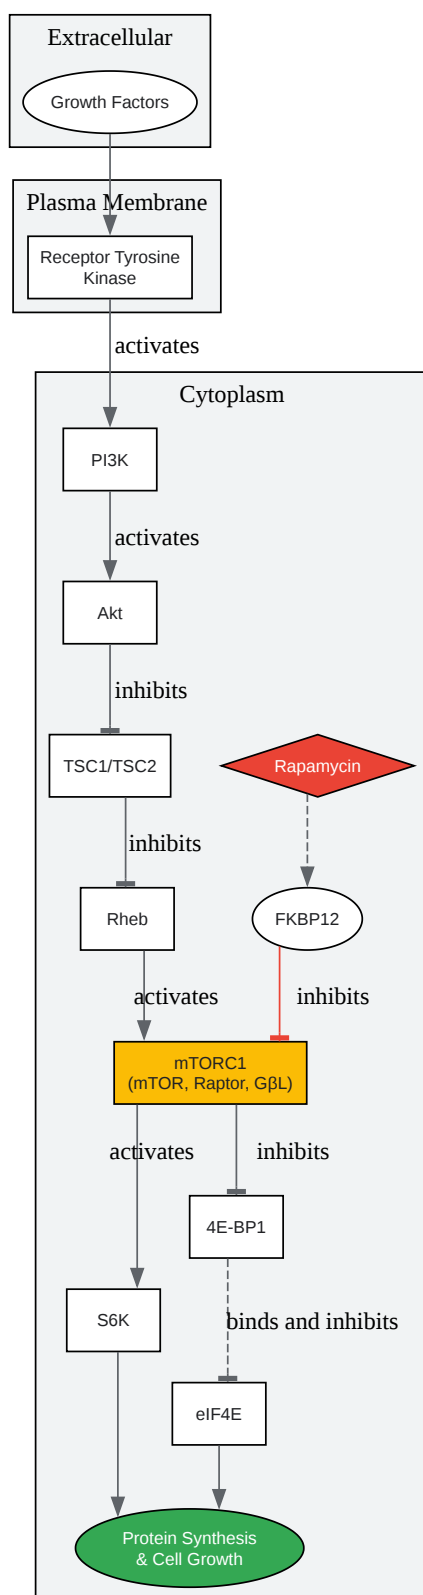 Extracellular
Growth Factors
Plasma Membrane
Receptor Tyrosine
Kinase
activates
Cytoplasm
PI3K
activates
Akt
inhibits
TSC1/TSC2
Rapamycin
inhibits
Rheb
FKBP12
activates
inhibits
mTORC1
(mTOR, Raptor, GβL)
activates
inhibits
4E-BP1
S6K
binds and inhibits
eIF4E
Protein Synthesis
& Cell Growth